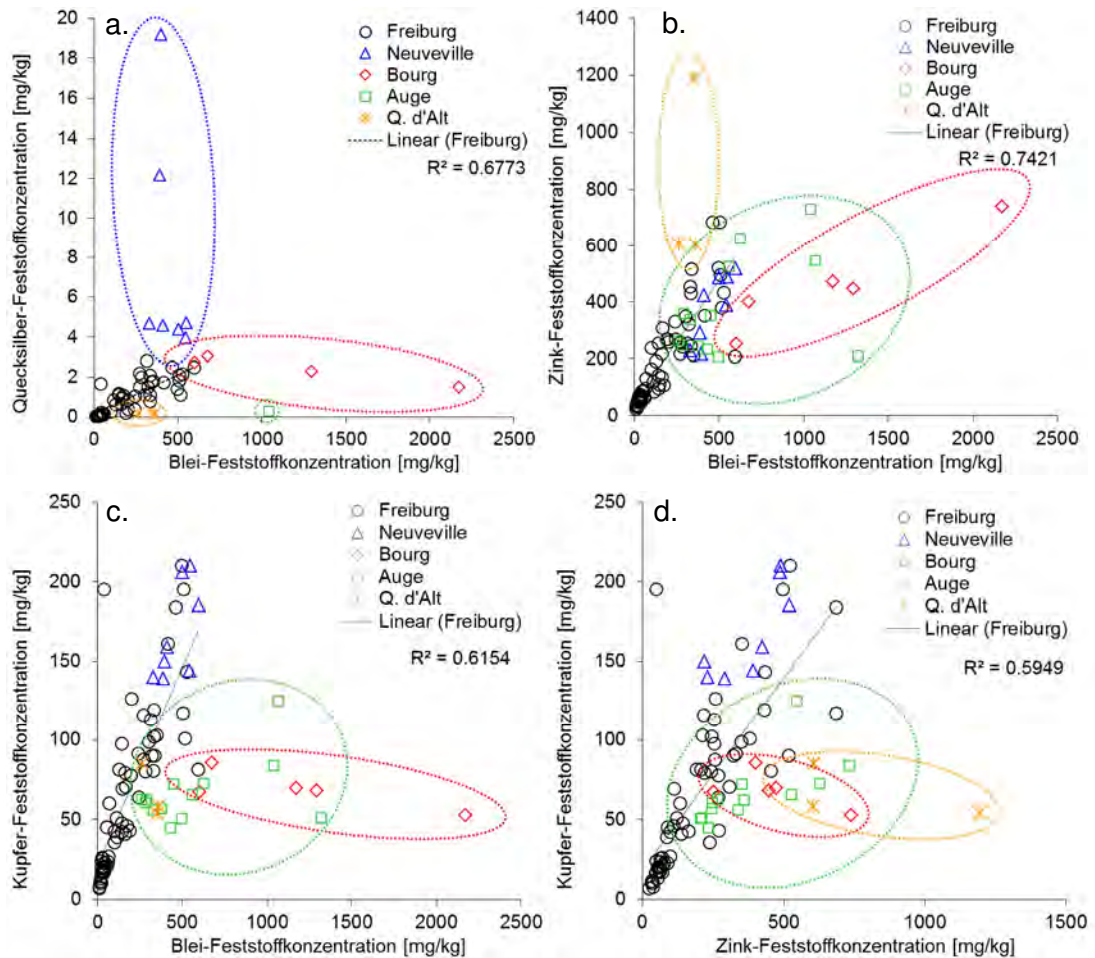 a.
Quecksilber-Feststoffkonzentration [mg/kg]
20
18
16
14
12
10
8
6
4
2
0
0 500 1000 1500 2000 2500
Blei-Feststoffkonzentration [mg/kg]
Freiburg
Neuveville
Bourg
Auge
Q. d'Alt
Linear (Freiburg)
R² = 0.6773
b.
Zink-Feststoffkonzentration [mg/kg]
1400
1200
1000
800
600
400
200
0
0 500 1000 1500 2000 2500
Blei-Feststoffkonzentration [mg/kg]
Freiburg
Neuveville
Bourg
Auge
Q. d'Alt
Linear (Freiburg)
R² = 0.7421
c.
Kupfer-Feststoffkonzentration [mg/kg]
250
200
150
100
50
0
0 500 1000 1500 2000 2500
Blei-Feststoffkonzentration [mg/kg]
Freiburg
Neuveville
Bourg
Auge
Q. d'Alt
Linear (Freiburg)
R² = 0.6154
d.
Kupfer-Feststoffkonzentration [mg/kg]
250
200
150
100
50
0
0 500 1000 1500
Zink-Feststoffkonzentration [mg/kg]
Freiburg
Neuveville
Bourg
Auge
Q. d'Alt
Linear (Freiburg)
R² = 0.5949